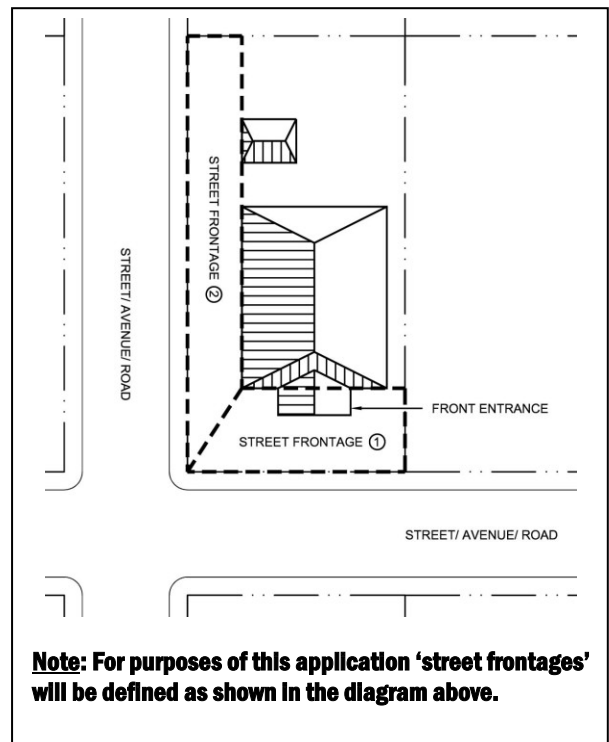 STREET FRONTAGE ②
STREET/ AVENUE/ ROAD
FRONT ENTRANCE
STREET FRONTAGE ①
STREET/ AVENUE/ ROAD
Note: For purposes of this application ‘street frontages’
will be defined as shown in the diagram above.